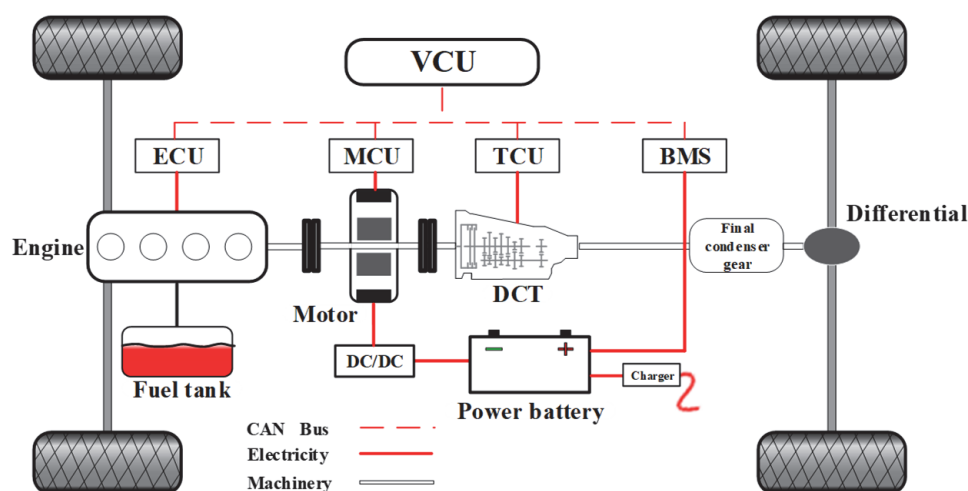 VCU
ECU
MCU
TCU
BMS
Differential
Engine
Final
condenser
gear
DCT
Motor
DC/DC
Charger
Fuel tank
Power battery
CAN Bus
Electricity
Machinery